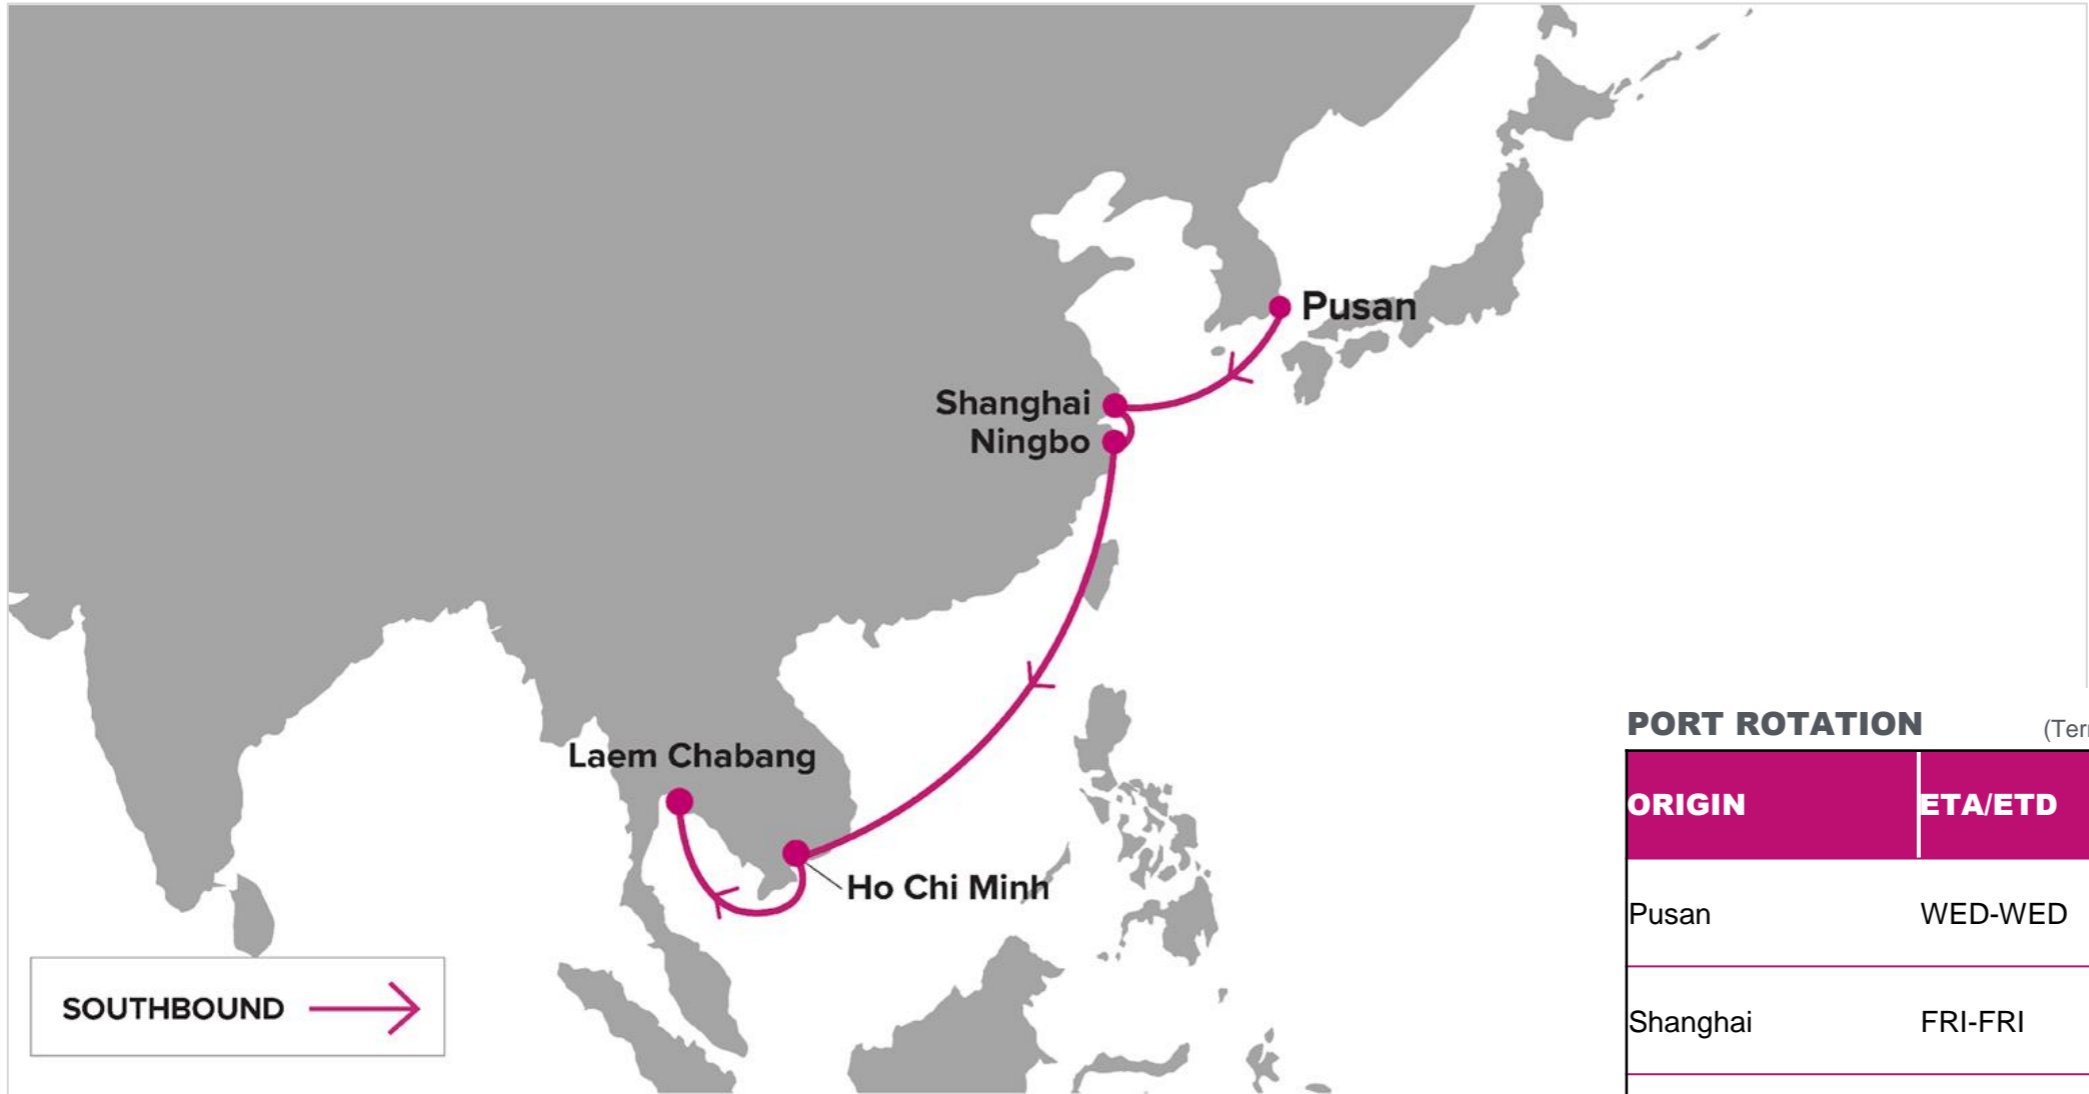 Pusan
Shanghai
Ningbo
Laem Chabang
Ho Chi Minh
SOUTHBOUND
PORT ROTATION
ORIGIN ETA/ETD
Pusan WED-WED
Shanghai FRI-FRI